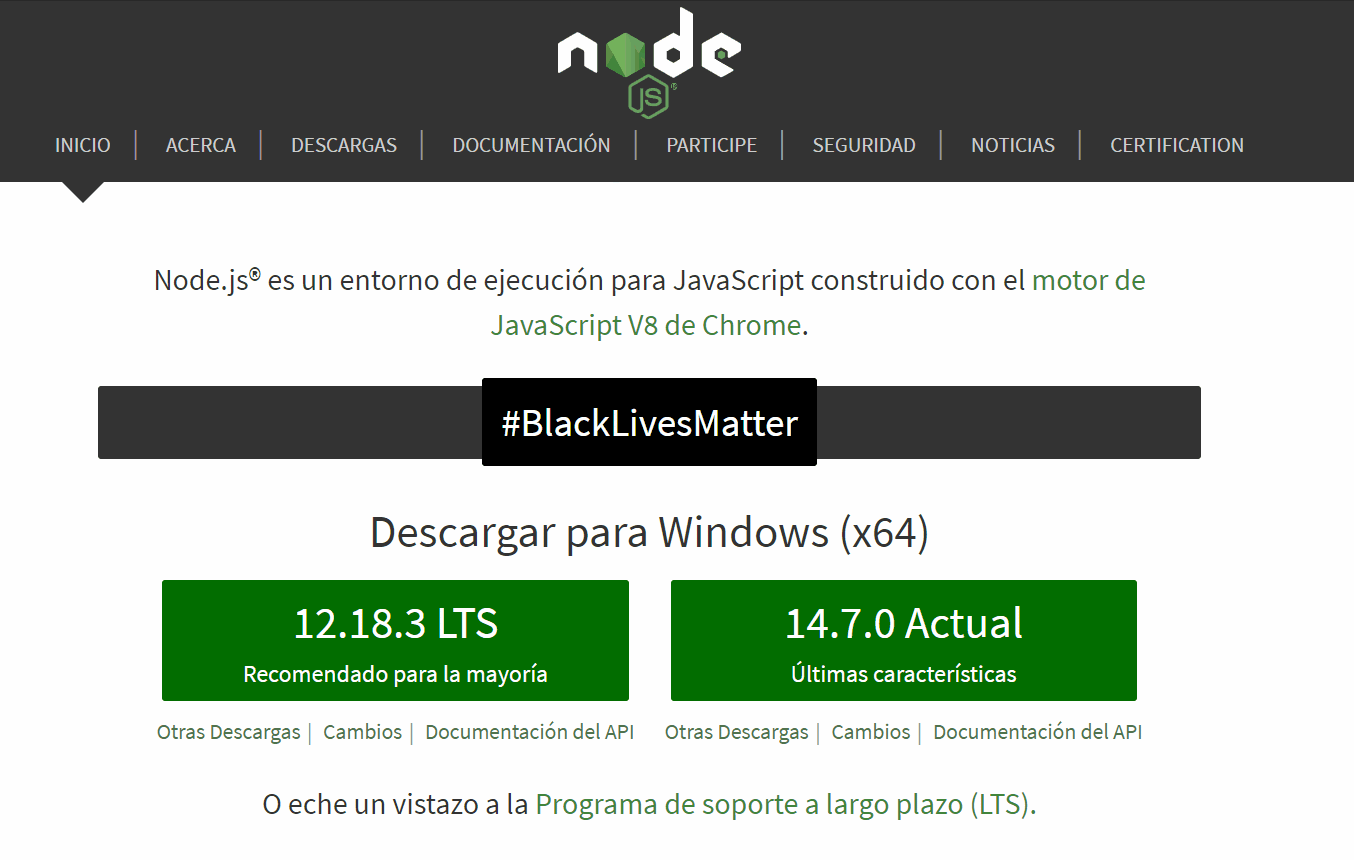 node
JS®
INICIO | ACERCA | DESCARGAS | DOCUMENTACIÓN | PARTICIPE | SEGURIDAD | NOTICIAS | CERTIFICATION
Node.js® es un entorno de ejecución para JavaScript construido con el motor de
JavaScript V8 de Chrome.
#BlackLivesMatter
Descargar para Windows (x64)
12.18.3 LTS
Recomendado para la mayoría
Otras Descargas | Cambios | Documentación del API
14.7.0 Actual
Últimas características
Otras Descargas | Cambios | Documentación del API
O eche un vistazo a la Programa de soporte a largo plazo (LTS).